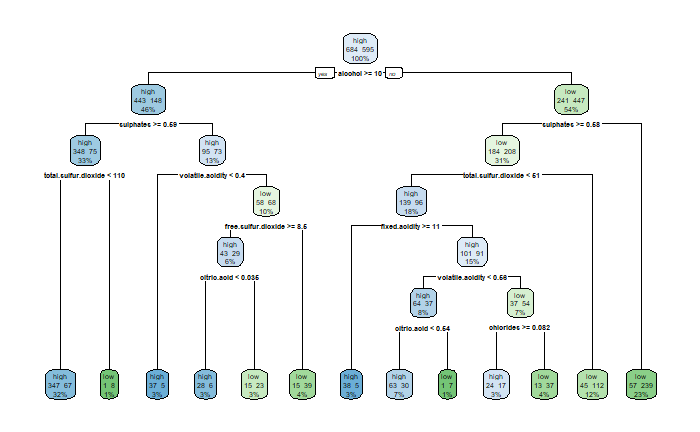 high
684 595
100%
yes alcohol >= 10 no
high
443 148
46%
low
241 447
54%
sulphates >= 0.59
sulphates >= 0.58
high
348 75
33%
high
95 73
13%
low
184 208
31%
total.sulfur.dioxide < 110
volatile.acidity < 0.4
total.sulfur.dioxide < 51
low
58 68
10%
high
139 96
18%
free.sulfur.dioxide >= 8.5
fixed.acidity >= 11
high
43 29
6%
high
101 91
15%
citric.acid < 0.035
volatile.acidity < 0.56
high
64 37
8%
low
37 54
7%
citric.acid < 0.54
chlorides >= 0.082
high
347 67
32%
low
1 8
1%
high
37 5
3%
high
28 6
3%
low
15 23
3%
low
15 39
4%
high
38 5
3%
high
63 30
7%
low
1 7
1%
high
24 17
3%
low
13 37
4%
low
45 112
12%
low
57 239
23%